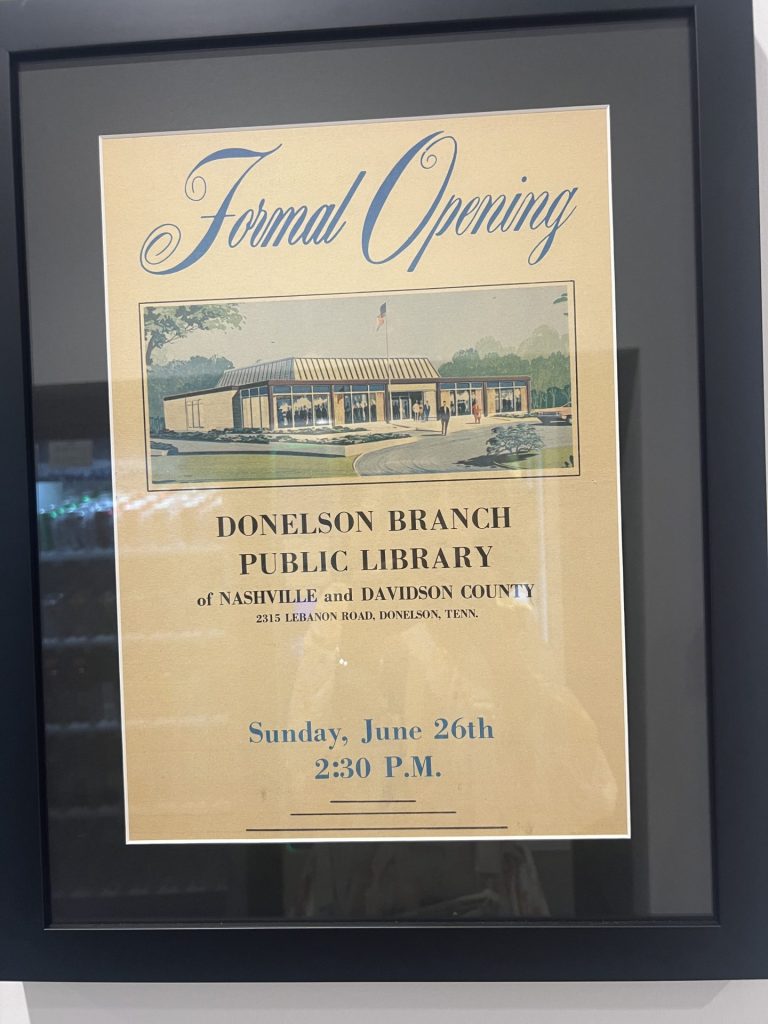 Formal Opening
DONELSON BRANCH
PUBLIC LIBRARY
of NASHVILLE and DAVIDSON COUNTY
2315 LEBANON ROAD, DONELSON, TENN.
Sunday, June 26th
2:30 P.M.